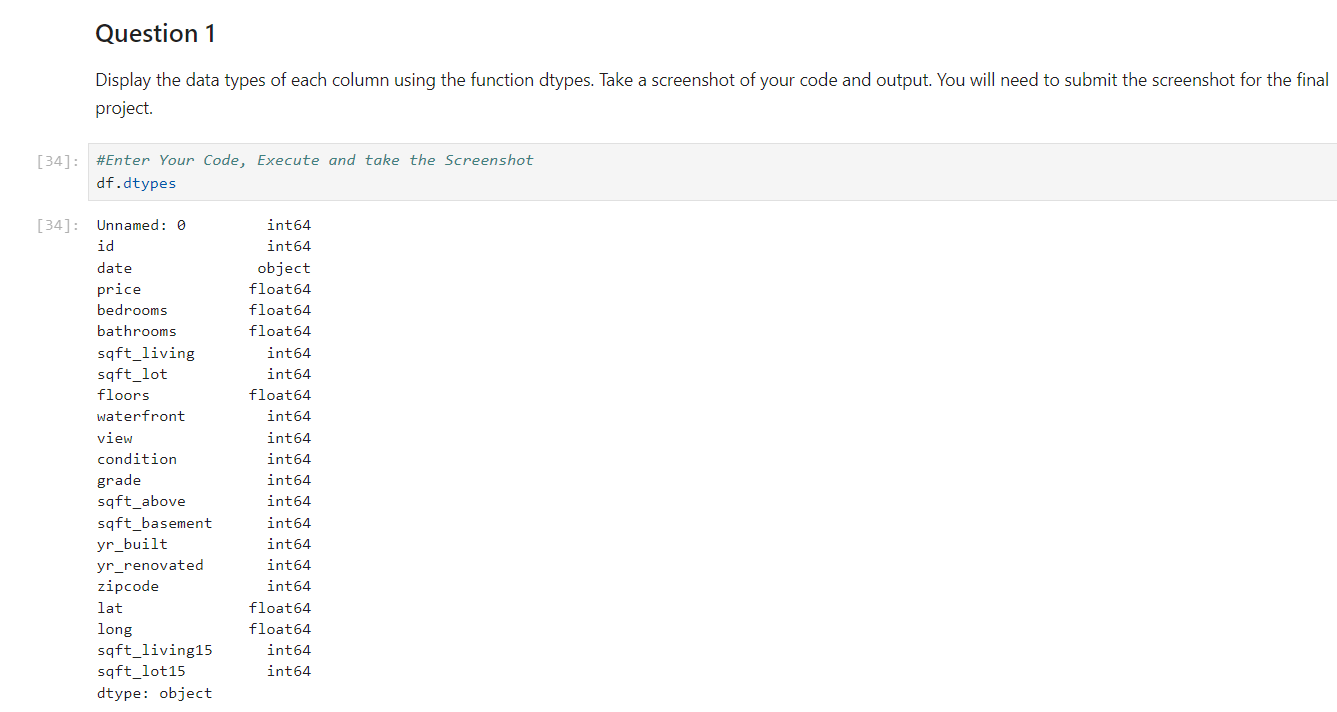 Question 1
Display the data types of each column using the function dtypes. Take a screenshot of your code and output. You will need to submit the screenshot for the final
project.
[34]: #Enter Your Code, Execute and take the Screenshot
df.dtypes
[34]: Unnamed: 0 int64
id int64
date object
price float64
bedrooms float64
bathrooms float64
sqft_living int64
sqft_lot int64
floors float64
waterfront int64
view int64
condition int64
grade int64
sqft_above int64
sqft_basement int64
yr_built int64
yr_renovated int64
zipcode int64
lat float64
long float64
sqft_living15 int64
sqft_lot15 int64
dtype: object